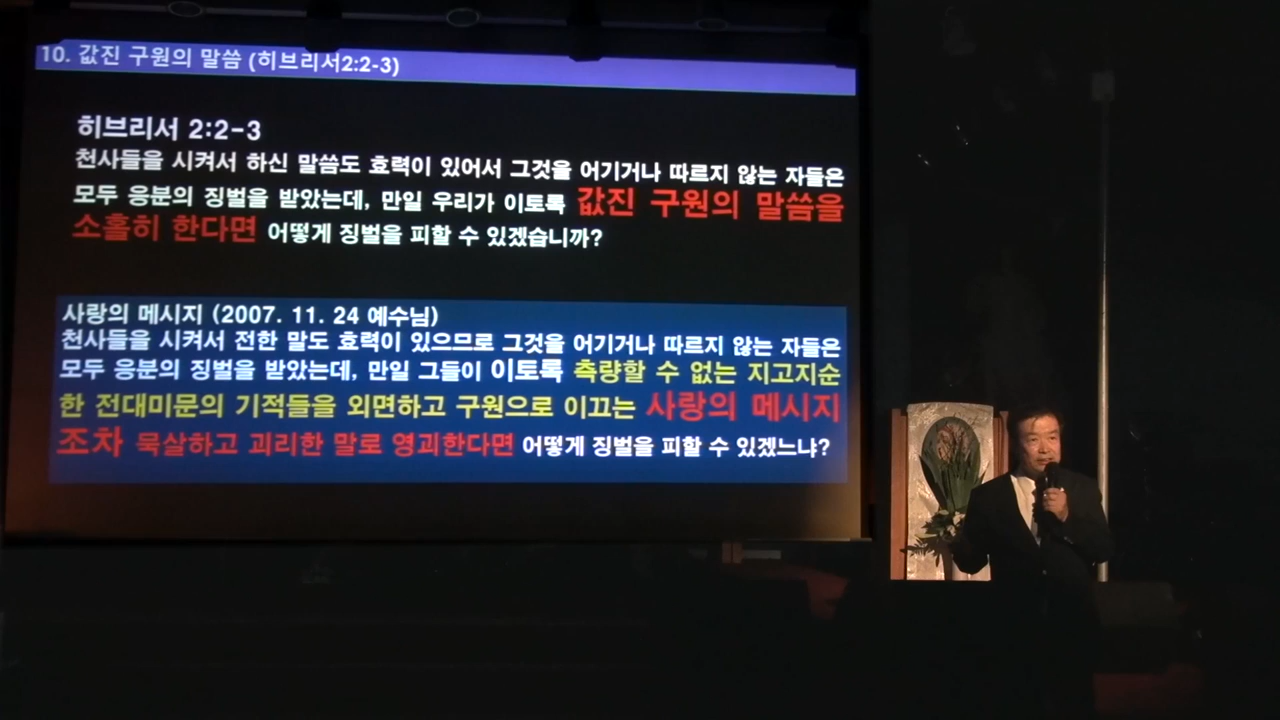 10. 값진 구원의 말씀 (히브리서2:2-3)
히브리서 2:2-3
천사들을 시켜서 하신 말씀도 효력이 있어서 그것을 어기거나 따르지 않는 자들은
모두 응분의 징벌을 받았는데, 만일 우리가 이토록 값진 구원의 말씀을
소홀히 한다면 어떻게 징벌을 피할 수 있겠습니까?
사랑의 메시지 (2007. 11. 24 예수님)
천사들을 시켜서 전한 말도 효력이 있으므로 그것을 어기거나 따르지 않는 자들은
모두 응분의 징벌을 받았는데, 만일 그들이 이토록 측량할 수 없는 지고지순
한 전대미문의 기적들을 외면하고 구원으로 이끄는 사랑의 메시지
조차 묵살하고 괴리한 말로 영괴한다면 어떻게 징벌을 피할 수 있겠느냐?